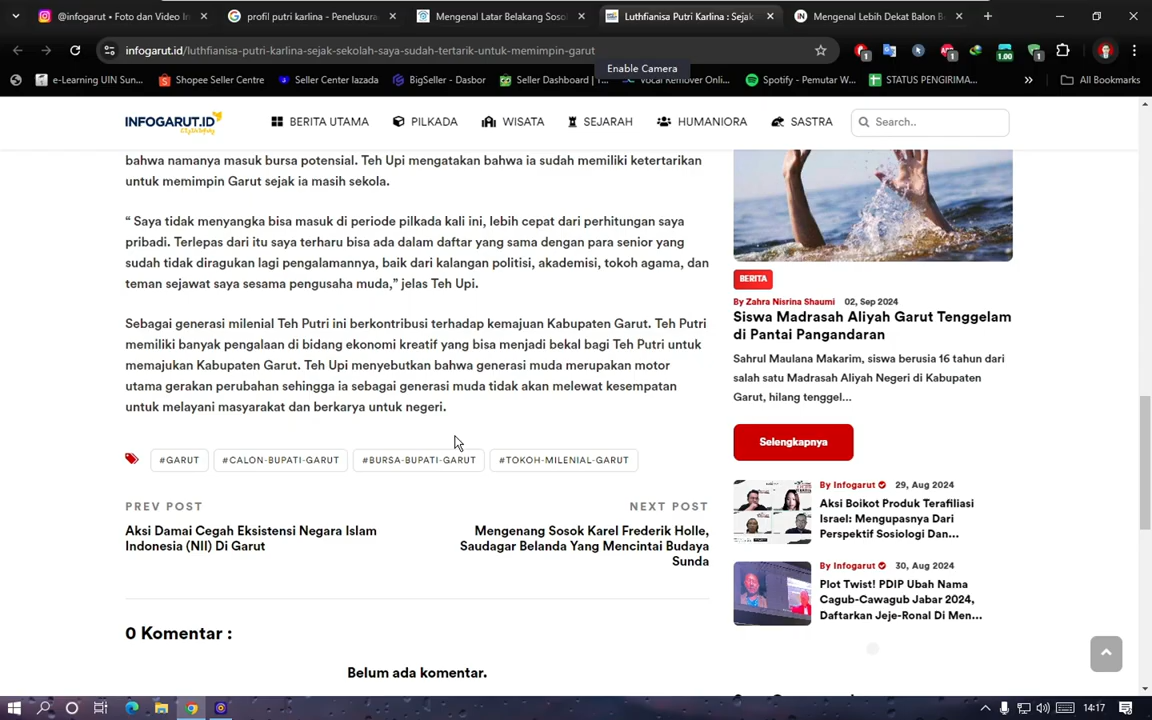 @infogarut • Foto dan Video In
profil putri karlina - Penelusura
Mengenal Latar Belakang Soso
Luthfianisa Putri Karlina : Sejak
Mengenal Lebih Dekat Balon B
infogarut.id/luthfianisa-putri-karlina-sejak-sekolah-saya-sudah-tertarik-untuk-memimpin-garut
Enable Camera
e-Learning UIN Sun...
Shopee Seller Centre
Seller Center lazada
BigSeller - Dasbor
Seller Dashboard | T...
Vocal Remover Onli...
Spotify - Pemutar W...
STATUS PENGIRIMA...
All Bookmarks
INFOGARUT.ID
BERITA UTAMA
PILKADA
WISATA
SEJARAH
HUMANIORA
SASTRA
Search..
bahwa namanya masuk bursa potensial. Teh Upi mengatakan bahwa ia sudah memiliki ketertarikan
untuk memimpin Garut sejak ia masih sekola.
“ Saya tidak menyangka bisa masuk di periode pilkada kali ini, lebih cepat dari perhitungan saya
pribadi. Terlepas dari itu saya terharu bisa ada dalam daftar yang sama dengan para senior yang
sudah tidak diragukan lagi pengalamannya, baik dari kalangan politisi, akademisi, tokoh agama, dan
teman sejawat saya sesama pengusaha muda,” jelas Teh Upi.
Sebagai generasi milenial Teh Putri ini berkontribusi terhadap kemajuan Kabupaten Garut. Teh Putri
memiliki banyak pengalaan di bidang ekonomi kreatif yang bisa menjadi bekal bagi Teh Putri untuk
memajukan Kabupaten Garut. Teh Upi menyebutkan bahwa generasi muda merupakan motor
utama gerakan perubahan sehingga ia sebagai generasi muda tidak akan melewat kesempatan
untuk melayani masyarakat dan berkarya untuk negeri.
#GARUT
#CALON-BUPATI-GARUT
#BURSA-BUPATI-GARUT
#TOKOH-MILENIAL-GARUT
PREV POST
Aksi Damai Cegah Eksistensi Negara Islam
Indonesia (NII) Di Garut
NEXT POST
Mengenang Sosok Karel Frederik Holle,
Saudagar Belanda Yang Mencintai Budaya
Sunda
0 Komentar :
Belum ada komentar.
BERITA
By Zahra Nisrina Shaumi 02, Sep 2024
Siswa Madrasah Aliyah Garut Tenggelam
di Pantai Pangandaran
Sahrul Maulana Makarim, siswa berusia 16 tahun dari
salah satu Madrasah Aliyah Negeri di Kabupaten
Garut, hilang tenggel...
Selengkapnya
By Infogarut 29, Aug 2024
Aksi Boikot Produk Terafiliasi
Israel: Mengupasnya Dari
Perspektif Sosiologi Dan...
By Infogarut 30, Aug 2024
Plot Twist! PDIP Ubah Nama
Cagub-Cawagub Jabar 2024,
Daftarkan Jeje-Ronal Di Men...
14:17